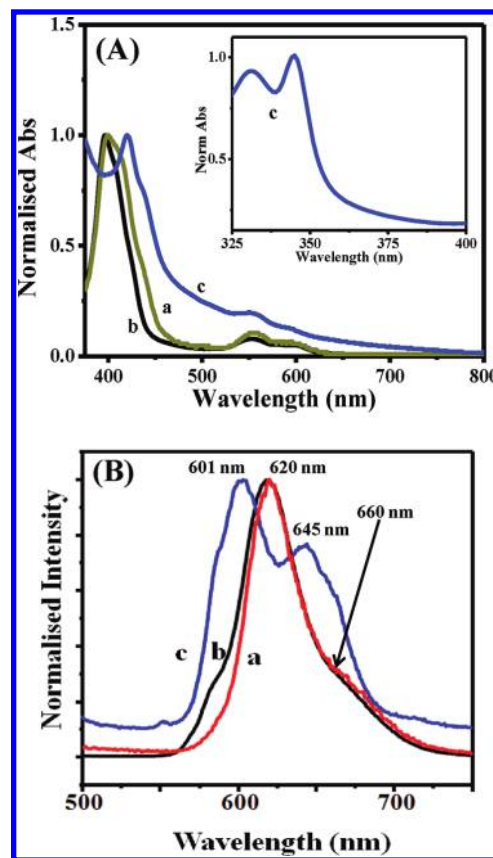 (A)
Normalised Abs
1.0
0.5
0.0
400 500 600 700 800
Wavelength (nm)
a
b
c
Norm Abs
1.0
0.5
c
325 350 375 400
Wavelength (nm)
(B)
601 nm 620 nm
645 nm
660 nm
Normalised Intensity
c b a
500 600 700
Wavelength (nm)